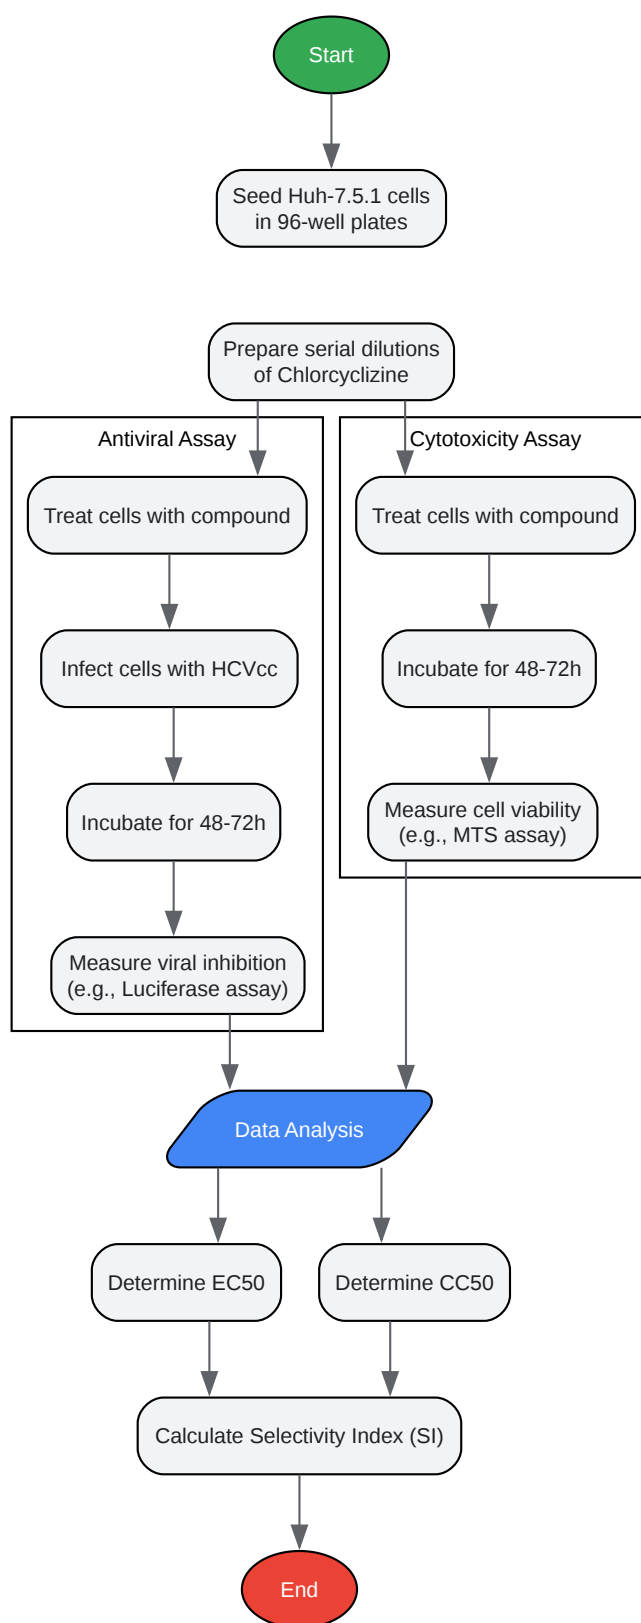 Start
Seed Huh-7.5.1 cells
in 96-well plates
Prepare serial dilutions
of Chlorcyclizine
Antiviral Assay
Treat cells with compound
Infect cells with HCVcc
Incubate for 48-72h
Measure viral inhibition
(e.g., Luciferase assay)
Cytotoxicity Assay
Treat cells with compound
Incubate for 48-72h
Measure cell viability
(e.g., MTS assay)
Data Analysis
Determine EC50
Determine CC50
Calculate Selectivity Index (SI)
End